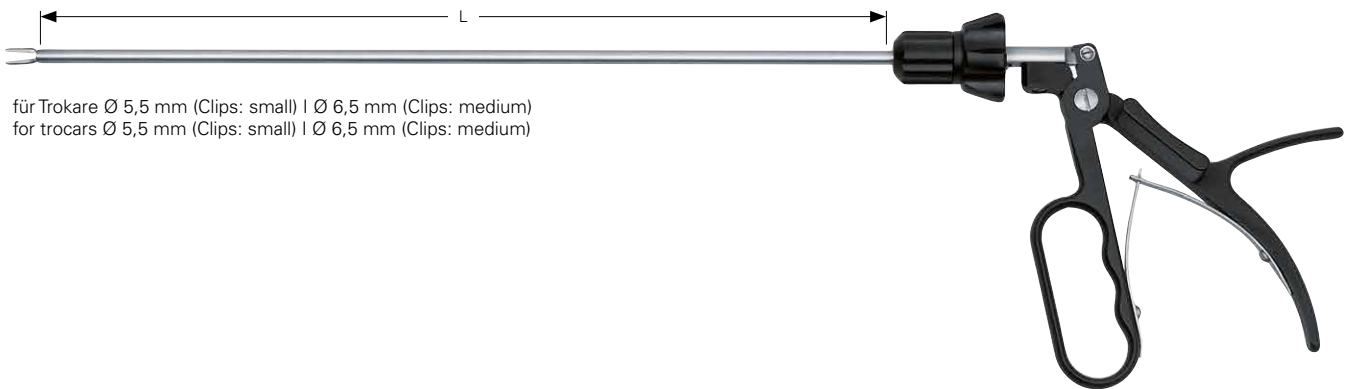 L
für Trokare Ø 5,5 mm (Clips: small) | Ø 6,5 mm (Clips: medium)
for trocars Ø 5,5 mm (Clips: small) | Ø 6,5 mm (Clips: medium)